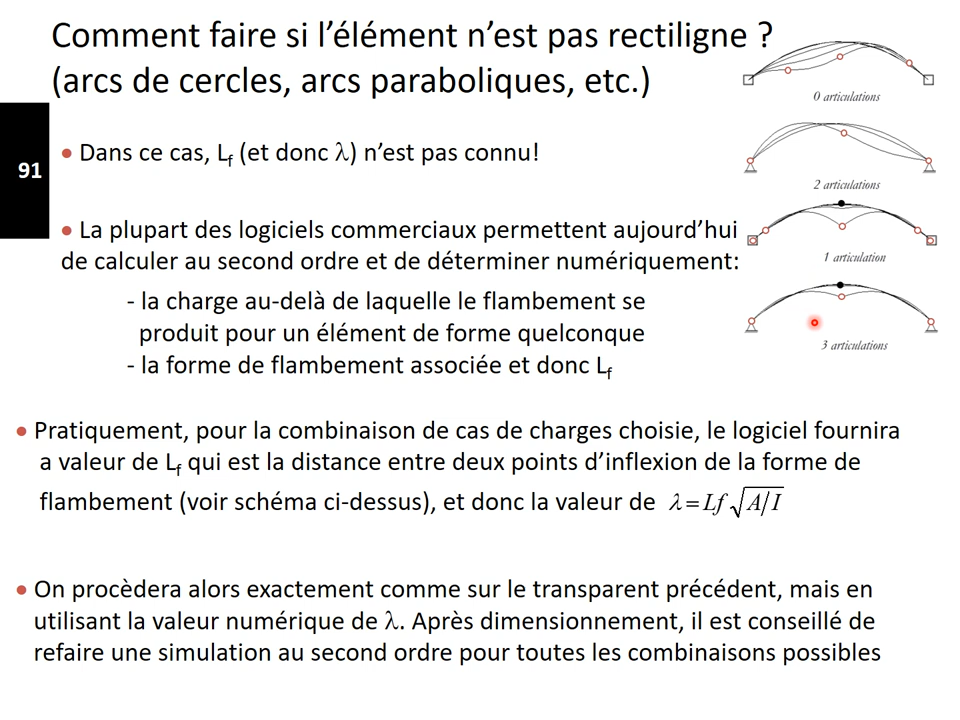 Comment faire si l’élément n’est pas rectiligne ?
(arcs de cercles, arcs paraboliques, etc.)
0 articulations
91
• Dans ce cas, Lf (et donc λ) n’est pas connu!
2 articulations
• La plupart des logiciels commerciaux permettent aujourd’hui
de calculer au second ordre et de déterminer numériquement:
1 articulation
- la charge au-delà de laquelle le flambement se
produit pour un élément de forme quelconque
3 articulations
- la forme de flambement associée et donc Lf
• Pratiquement, pour la combinaison de cas de charges choisie, le logiciel fournira
a valeur de Lf qui est la distance entre deux points d’inflexion de la forme de
flambement (voir schéma ci-dessus), et donc la valeur de λ = Lf√A/I
• On procèdera alors exactement comme sur le transparent précédent, mais en
utilisant la valeur numérique de λ. Après dimensionnement, il est conseillé de
refaire une simulation au second ordre pour toutes les combinaisons possibles